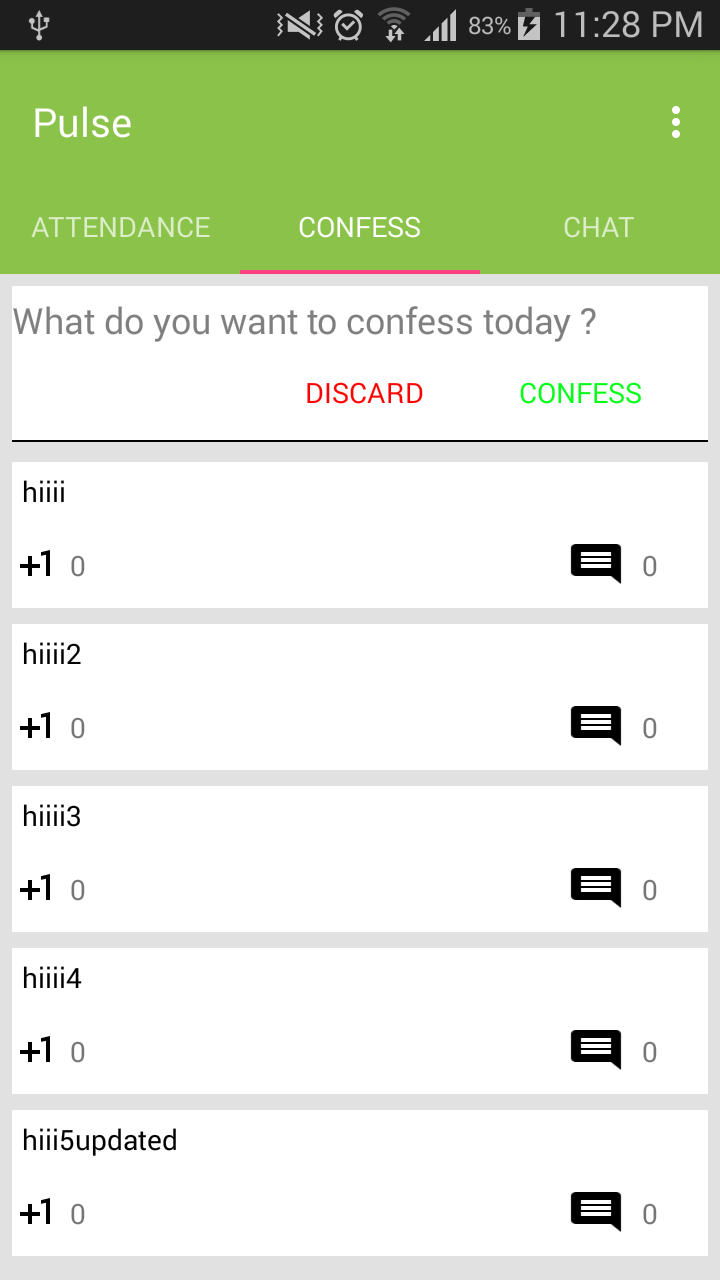 83% 11:28 PM
Pulse
ATTENDANCE CONFESS CHAT
What do you want to confess today ?
DISCARD CONFESS
hiiii
+1 0 0
hiiii2
+1 0 0
hiiii3
+1 0 0
hiiii4
+1 0 0
hiii5updated
+1 0 0